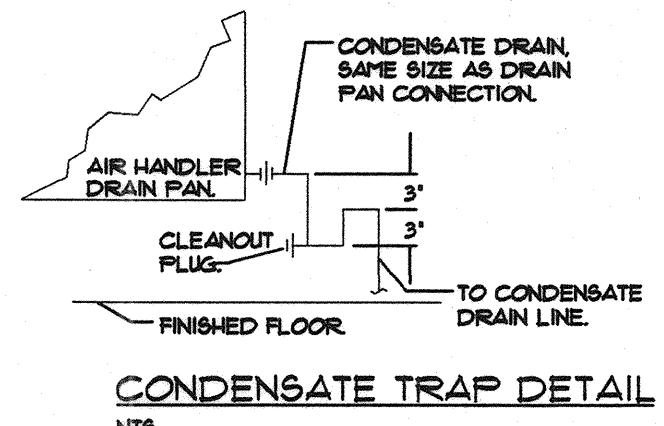 CONDENSATE DRAIN,
SAME SIZE AS DRAIN
PAN CONNECTION.
AIR HANDLER
DRAIN PAN.
3"
3"
CLEANOUT
PLUG.
TO CONDENSATE
DRAIN LINE.
FINISHED FLOOR
CONDENSATE TRAP DETAIL
NTS